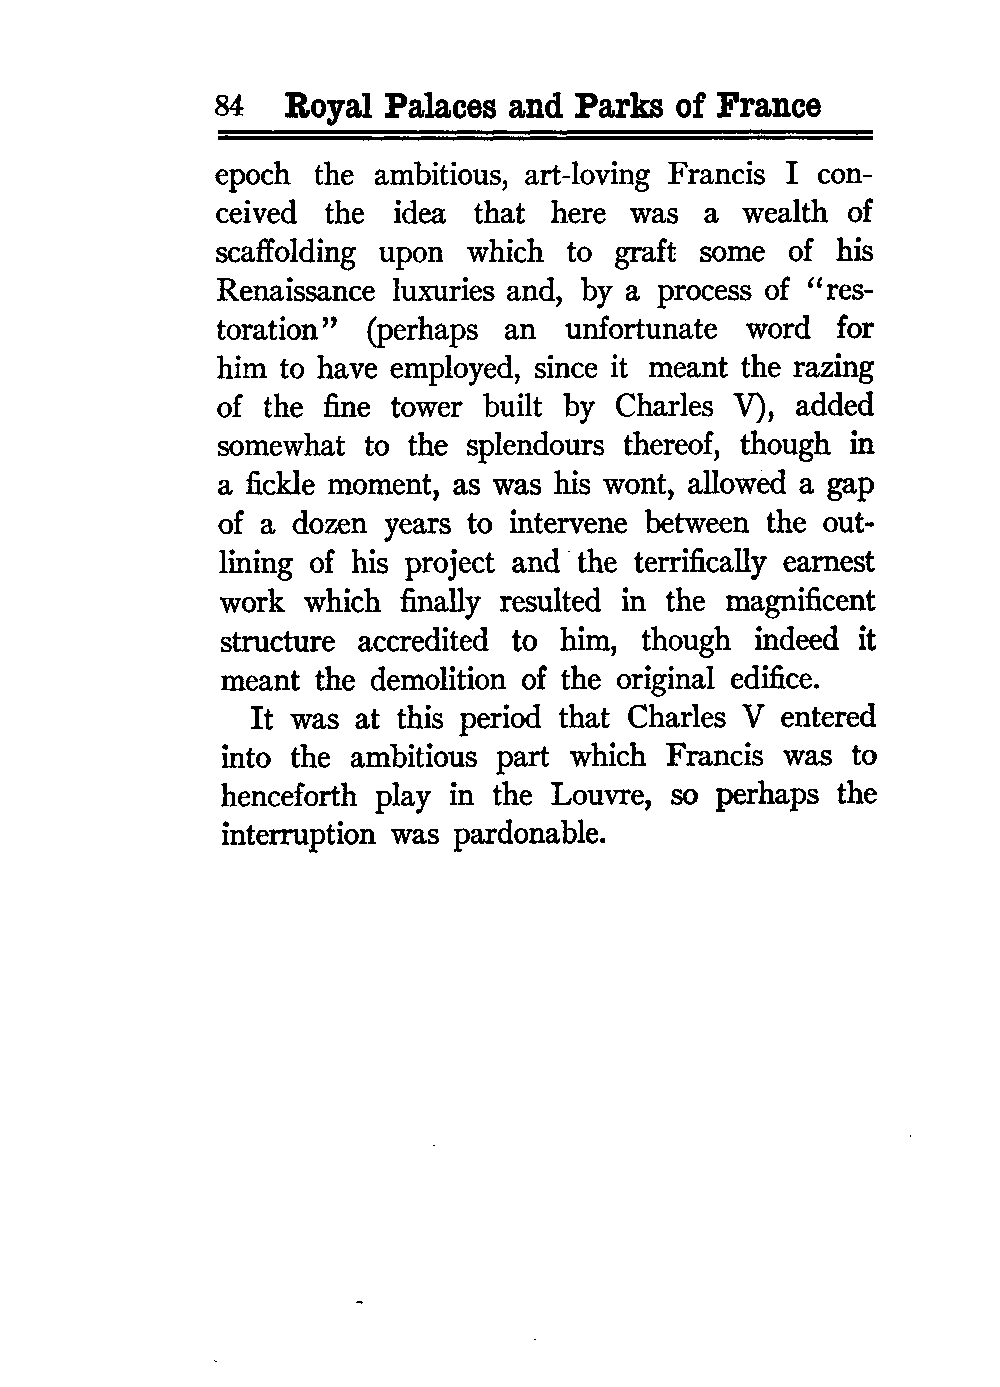 84 Royal Palaces and Parks of France
epoch the ambitious, art-loving Francis I con-
ceived the idea that here was a wealth of
scaffolding upon which to graft some of his
Renaissance luxuries and, by a process of "res-
toration" (perhaps an unfortunate word for
him to have employed, since it meant the razing
of the fine tower built by Charles V), added
somewhat to the splendours thereof, though in
a fickle moment, as was his wont, allowed a gap
of a dozen years to intervene between the out-
lining of his project and the terrifically earnest
work which finally resulted in the magnificent
structure accredited to him, though indeed it
meant the demolition of the original edifice.
It was at this period that Charles V entered
into the ambitious part which Francis was to
henceforth play in the Louvre, so perhaps the
interruption was pardonable.